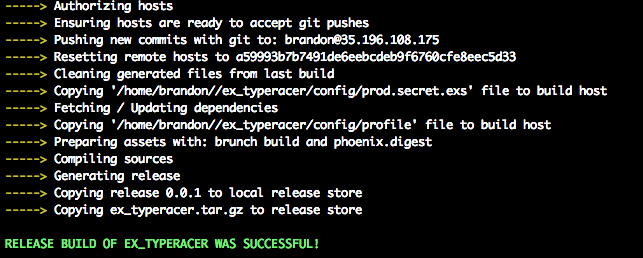 -----> Authorizing hosts
-----> Ensuring hosts are ready to accept git pushes
-----> Pushing new commits with git to: brandon@35.196.108.175
-----> Resetting remote hosts to a59993b7b7491de6eebcdeb9f6760cfe8eec5d33
-----> Cleaning generated files from last build
-----> Copying '/home/brandon//ex_typeracer/config/prod.secret.exs' file to build host
-----> Fetching / Updating dependencies
-----> Copying '/home/brandon//ex_typeracer/config/profile' file to build host
-----> Preparing assets with: brunch build and phoenix.digest
-----> Compiling sources
-----> Generating release
-----> Copying release 0.0.1 to local release store
-----> Copying ex_typeracer.tar.gz to release store
RELEASE BUILD OF EX_TYPERACER WAS SUCCESSFUL!